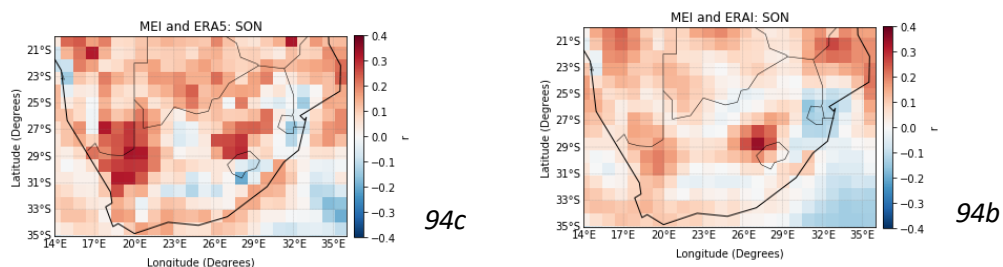 MEI and ERA5: SON
21°S
23°S
25°S
27°S
29°S
31°S
33°S
35°S
Latitude (Degrees)
14°E 17°E 20°E 23°E 26°E 29°E 32°E 35°E
Longitude (Degrees)
0.4
0.3
0.2
0.1
0.0
−0.1
−0.2
−0.3
−0.4
r
94c
MEI and ERAI: SON
21°S
23°S
25°S
27°S
29°S
31°S
33°S
35°S
Latitude (Degrees)
14°E 17°E 20°E 23°E 26°E 29°E 32°E 35°E
Longitude (Degrees)
0.4
0.3
0.2
0.1
0.0
−0.1
−0.2
−0.3
−0.4
r
94b